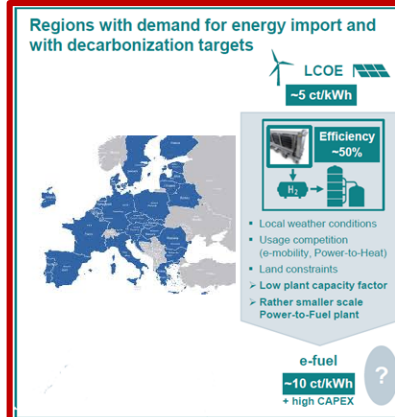 Regions with demand for energy import and
with decarbonization targets
LCOE
~5 ct/kWh
Efficiency
~50%
H₂
▪ Local weather conditions
▪ Usage competition
(e-mobility, Power-to-Heat)
▪ Land constraints
➢ Low plant capacity factor
➢ Rather smaller scale
Power-to-Fuel plant
e-fuel
~10 ct/kWh
+ high CAPEX
?